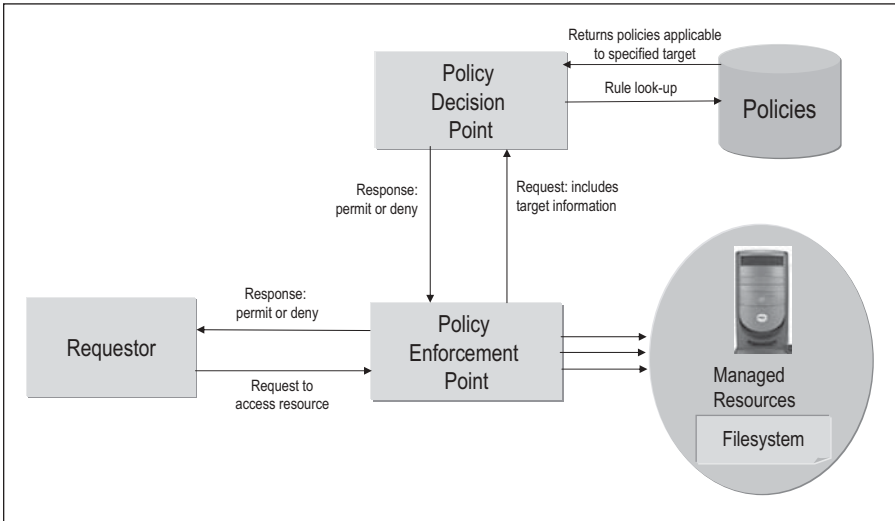 Returns policies applicable
to specified target
Policy
Decision
Point
Rule look-up
Policies
Response:
permit or deny
Request: includes
target information
Response:
permit or deny
Requestor
Policy
Enforcement
Point
Request to
access resource
Managed
Resources
Filesystem